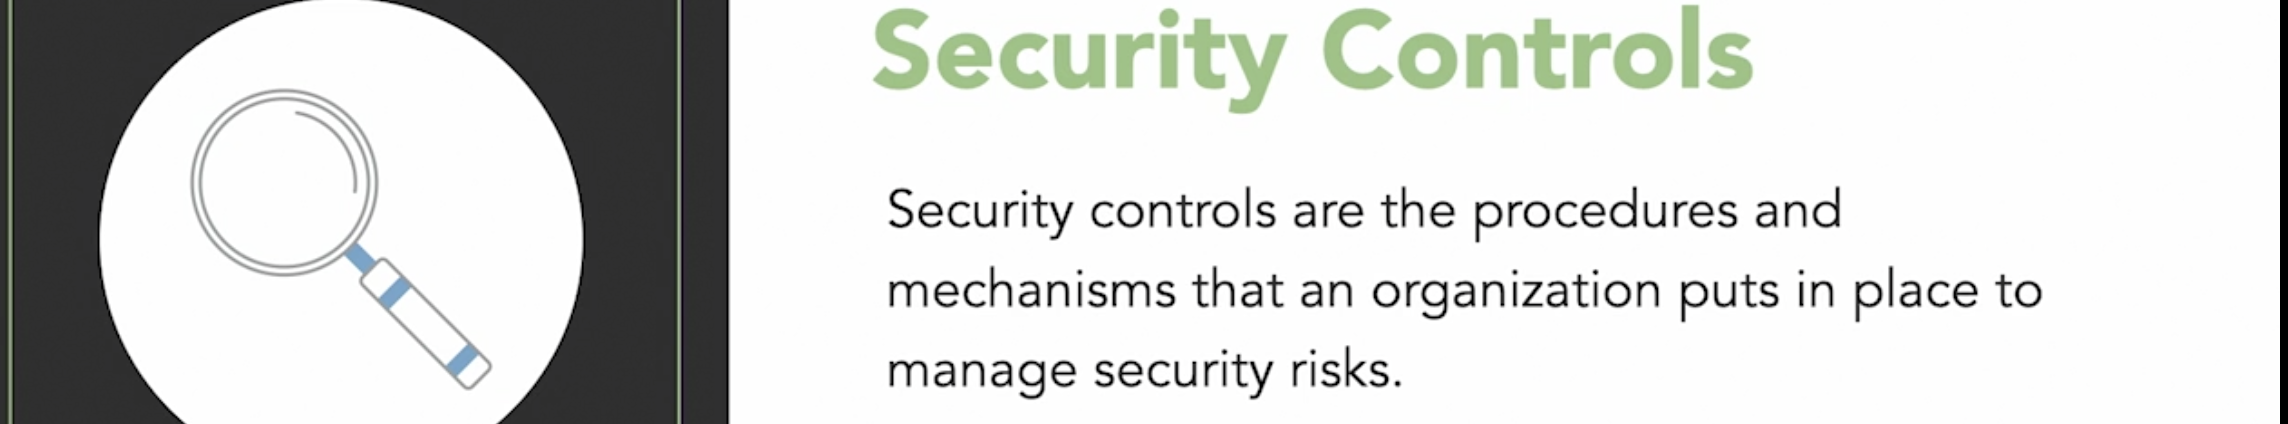 Security Controls
Security controls are the procedures and
mechanisms that an organization puts in place to
manage security risks.